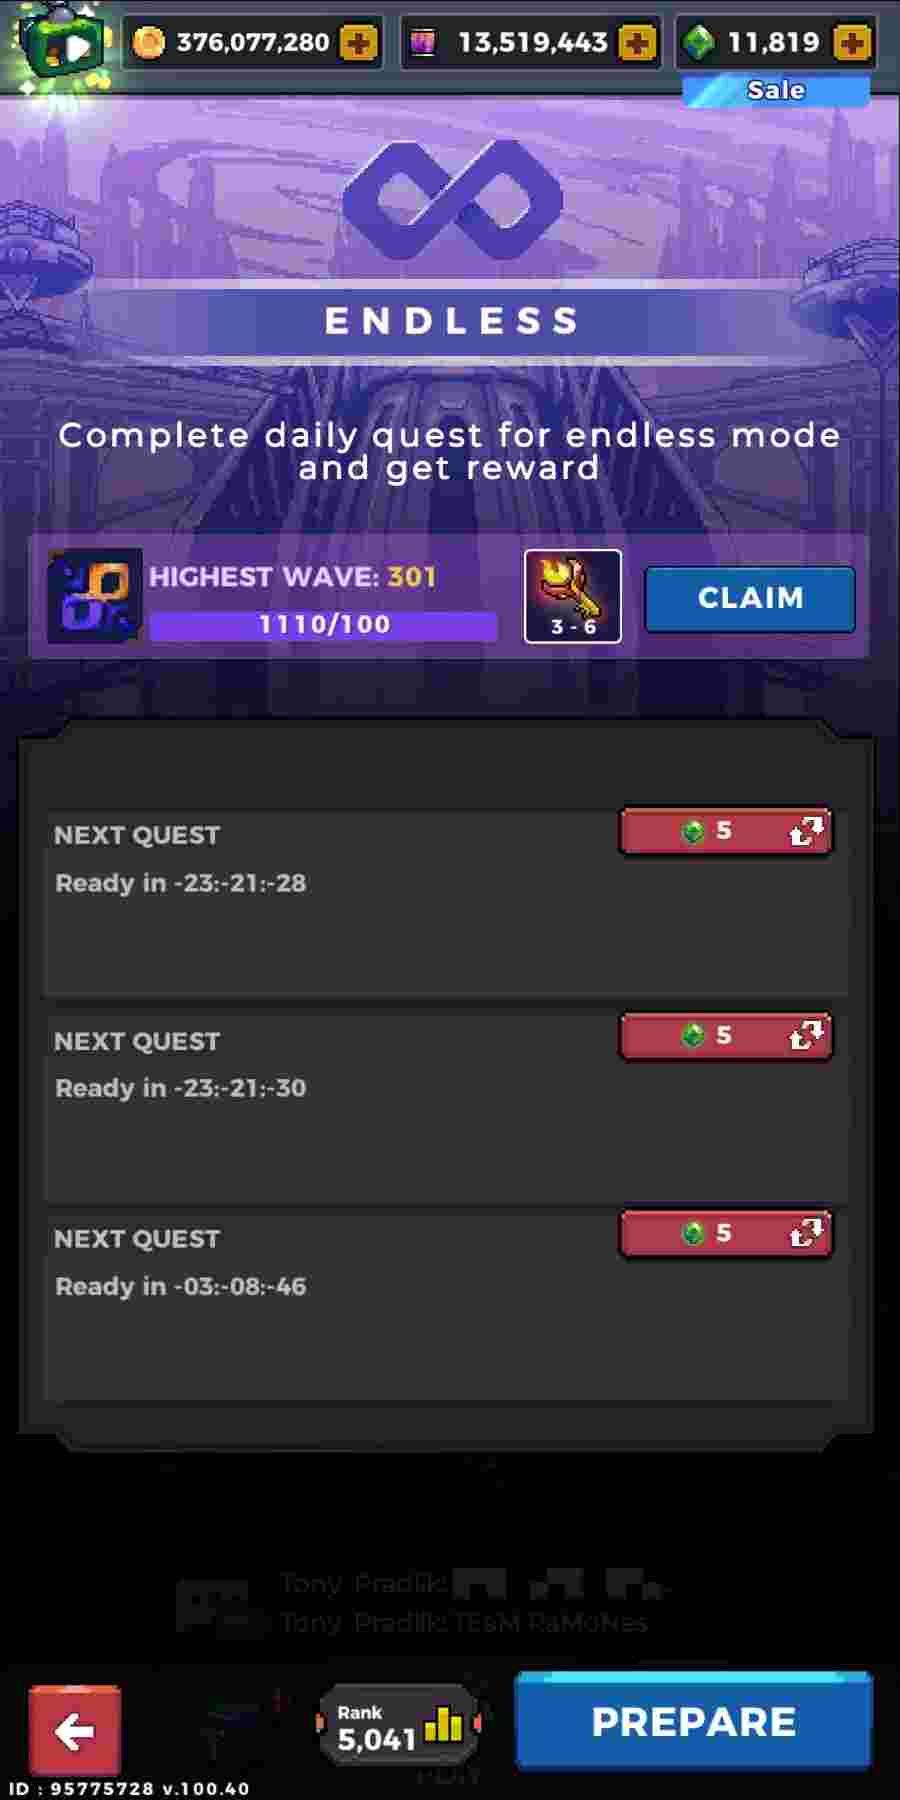 376,077,280
13,519,443
11,819
Sale
ENDLESS
Complete daily quest for endless mode
and get reward
HIGHEST WAVE: 301
1110/100
3 - 6
CLAIM
NEXT QUEST
5
Ready in -23:-21:-28
NEXT QUEST
5
Ready in -23:-21:-30
NEXT QUEST
5
Ready in -03:-08:-46
Tony Pradlik:
Tony Pradlik: TEaM RaMoNes
Rank
5,041
PREPARE
ID : 95775728 v.100.40